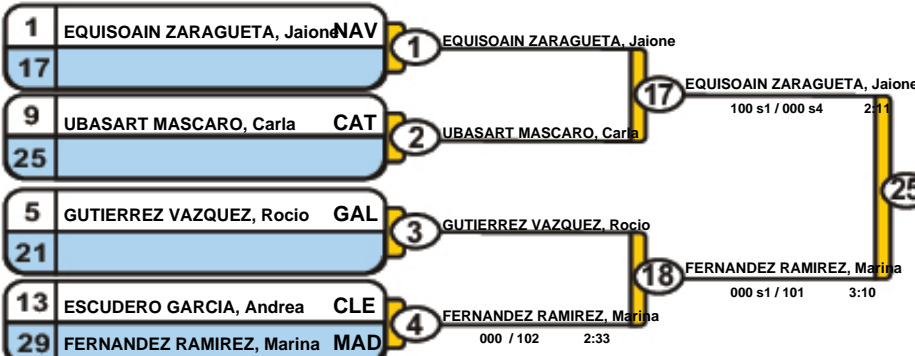 1 EQUISOAIN ZARAGUETA, Jaione NAV
17
9 UBASART MASCARO, Carla CAT
25
5 GUTIERREZ VAZQUEZ, Rocio GAL
21
13 ESCUDERO GARCIA, Andrea CLE
29 FERNANDEZ RAMIREZ, Marina MAD
1 EQUISOAIN ZARAGUETA, Jaione
2 UBASART MASCARO, Carla
3 GUTIERREZ VAZQUEZ, Rocio
4 FERNANDEZ RAMIREZ, Marina
000 / 102 2:33
17 EQUISOAIN ZARAGUETA, Jaione
100 s1 / 000 s4 2:11
18 FERNANDEZ RAMIREZ, Marina
000 s1 / 101 3:10
25